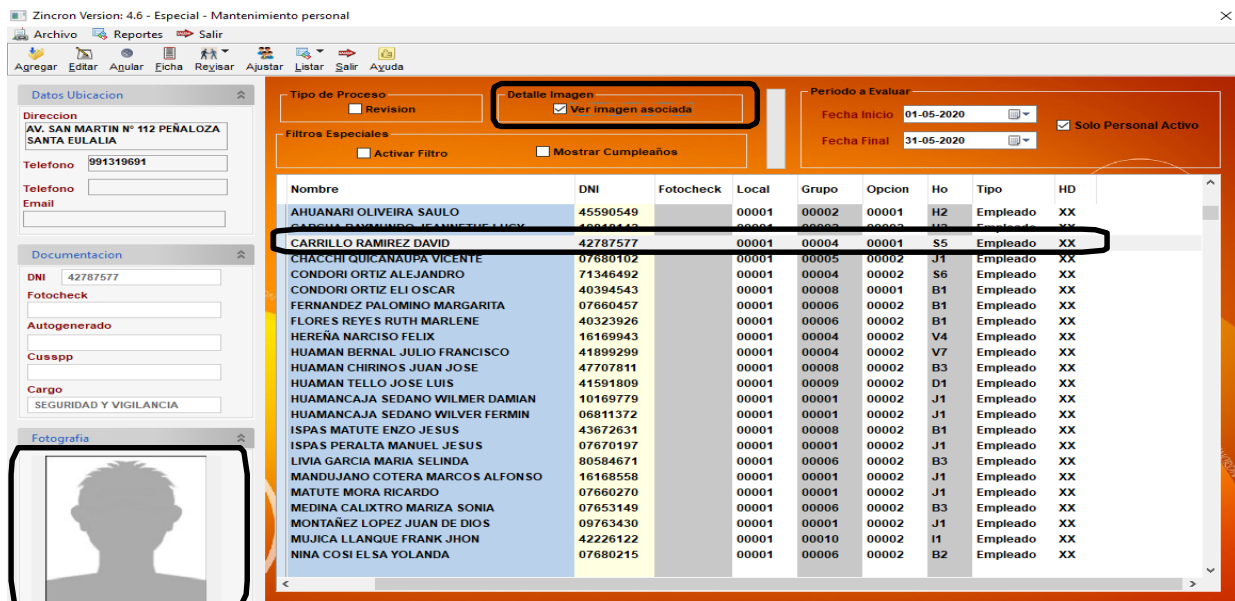 Zincron Version: 4.6 - Especial - Mantenimiento personal
Archivo Reportes Salir
Agregar Editar Anular Ficha Revisar Ajustar Listar Salir Ayuda
Datos Ubicacion
Direccion
AV. SAN MARTIN Nº 112 PEÑALOZA
SANTA EULALIA
Telefono 991319691
Telefono
Email
Documentacion
DNI 42787577
Fotocheck
Autogenerado
Cusspp
Cargo
SEGURIDAD Y VIGILANCIA
Fotografia
Tipo de Proceso
Revision
Detalle Imagen
Ver imagen asociada
Filtros Especiales
Activar Filtro Mostrar Cumpleaños
Periodo a Evaluar
Fecha Inicio 01-05-2020
Fecha Final 31-05-2020
Solo Personal Activo
Nombre DNI Fotocheck Local Grupo Opcion Ho Tipo HD
AHUANARI OLIVEIRA SAULO 45590549 00001 00002 00001 H2 Empleado XX
CARRILLO RAMIREZ DAVID 42787577 00001 00004 00001 S5 Empleado XX
CHACCHI QUICANAUPA VICENTE 07680102 00001 00005 00002 J1 Empleado XX
CONDORI ORTIZ ALEJANDRO 71346492 00001 00004 00002 S6 Empleado XX
CONDORI ORTIZ ELI OSCAR 40394543 00001 00008 00001 B1 Empleado XX
FERNANDEZ PALOMINO MARGARITA 07660457 00001 00006 00002 B1 Empleado XX
FLORES REYES RUTH MARLENE 40323926 00001 00006 00002 B1 Empleado XX
HEREÑA NARCISO FELIX 16169943 00001 00004 00002 V4 Empleado XX
HUAMAN BERNAL JULIO FRANCISCO 41899299 00001 00004 00002 V7 Empleado XX
HUAMAN CHIRINOS JUAN JOSE 47707811 00001 00008 00002 B3 Empleado XX
HUAMAN TELLO JOSE LUIS 41591809 00001 00009 00002 D1 Empleado XX
HUAMANCAJA SEDANO WILMER DAMIAN 10169779 00001 00001 00002 J1 Empleado XX
HUAMANCAJA SEDANO WILVER FERMIN 06811372 00001 00001 00002 J1 Empleado XX
ISPAS MATUTE ENZO JESUS 43672631 00001 00008 00002 B1 Empleado XX
ISPAS PERALTA MANUEL JESUS 07670197 00001 00001 00002 J1 Empleado XX
LIVIA GARCIA MARIA SELINDA 80584671 00001 00006 00002 B3 Empleado XX
MANDUJANO COTERA MARCOS ALFONSO 16168558 00001 00001 00002 J1 Empleado XX
MATUTE MORA RICARDO 07660270 00001 00001 00002 J1 Empleado XX
MEDINA CALIXTRO MARIZA SONIA 07653149 00001 00006 00002 B3 Empleado XX
MONTAÑEZ LOPEZ JUAN DE DIOS 09763430 00001 00001 00002 J1 Empleado XX
MUJICA LLANQUE FRANK JHON 42226122 00001 00010 00002 I1 Empleado XX
NINA COSI ELSA YOLANDA 07680215 00001 00006 00002 B2 Empleado XX